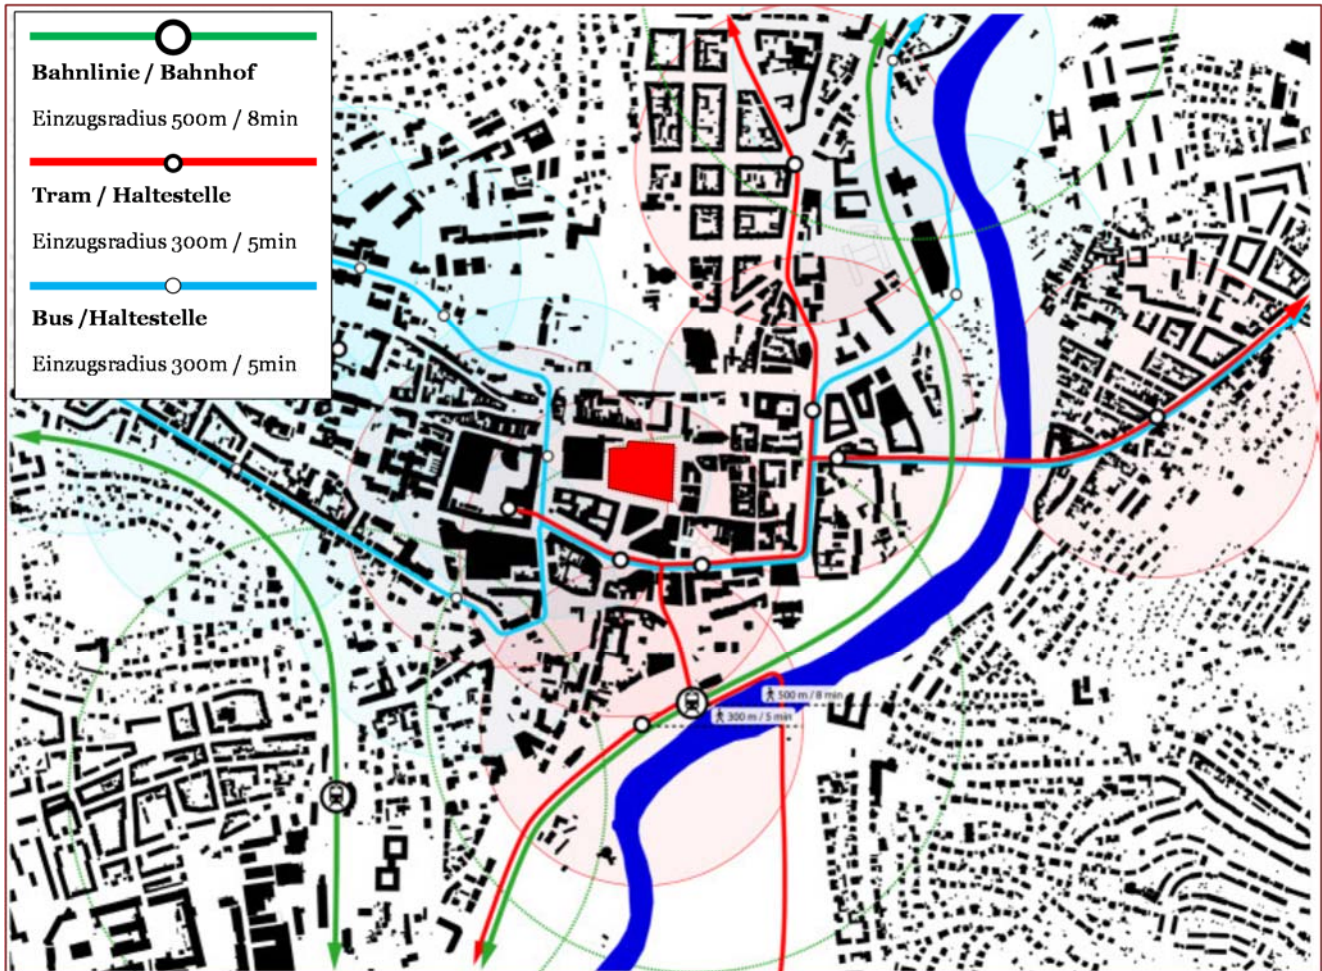 Bahnlinie / Bahnhof
Einzugsradius 500m / 8min
Tram / Haltestelle
Einzugsradius 300m / 5min
Bus /Haltestelle
Einzugsradius 300m / 5min
500 m / 8 min
300 m / 5 min